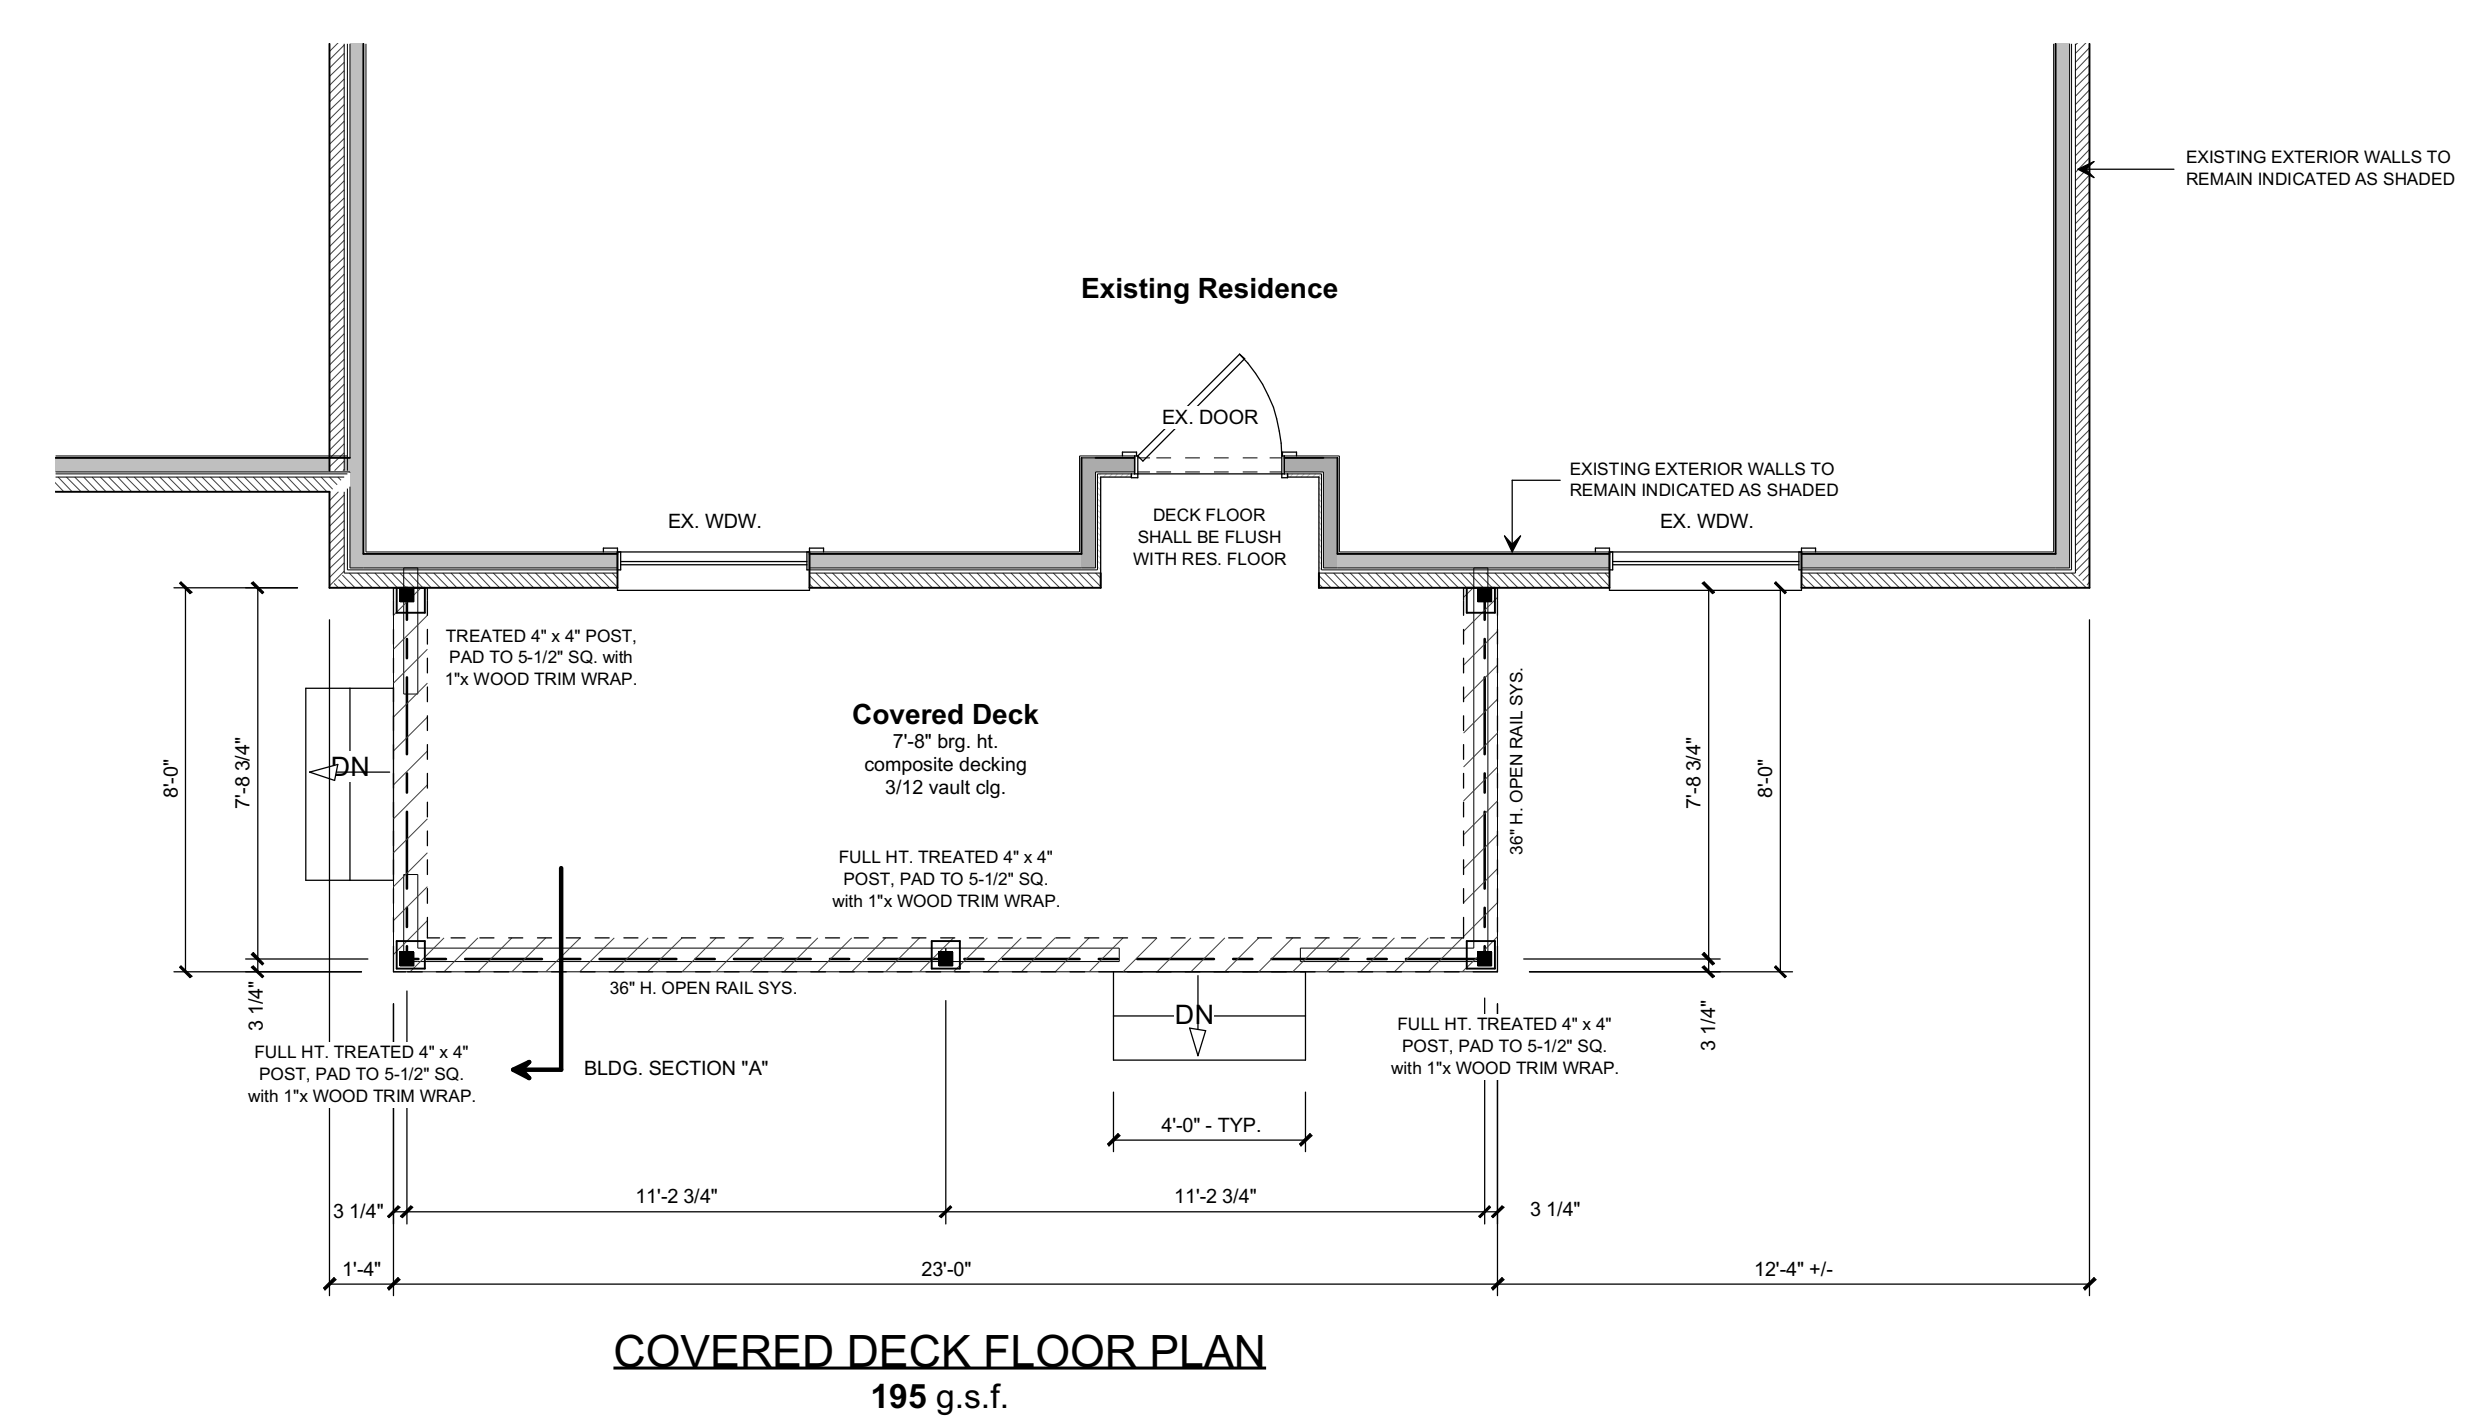 EXISTING EXTERIOR WALLS TO
REMAIN INDICATED AS SHADED
Existing Residence
EX. DOOR
EXISTING EXTERIOR WALLS TO
REMAIN INDICATED AS SHADED
EX. WDW.
DECK FLOOR
SHALL BE FLUSH
WITH RES. FLOOR
EX. WDW.
TREATED 4" x 4" POST,
PAD TO 5-1/2" SQ. with
1"x WOOD TRIM WRAP.
Covered Deck
7'-8" brg. ht.
composite decking
3/12 vault clg.
36" H. OPEN RAIL SYS.
8'-0"
7'-8 3/4"
DN
7'-8 3/4"
8'-0"
FULL HT. TREATED 4" x 4"
POST, PAD TO 5-1/2" SQ.
with 1"x WOOD TRIM WRAP.
36" H. OPEN RAIL SYS.
3 1/4"
DN
3 1/4"
FULL HT. TREATED 4" x 4"
POST, PAD TO 5-1/2" SQ.
with 1"x WOOD TRIM WRAP.
BLDG. SECTION "A"
FULL HT. TREATED 4" x 4"
POST, PAD TO 5-1/2" SQ.
with 1"x WOOD TRIM WRAP.
4'-0" - TYP.
3 1/4"
11'-2 3/4"
11'-2 3/4"
3 1/4"
1'-4"
23'-0"
12'-4" +/-
COVERED DECK FLOOR PLAN
195 g.s.f.